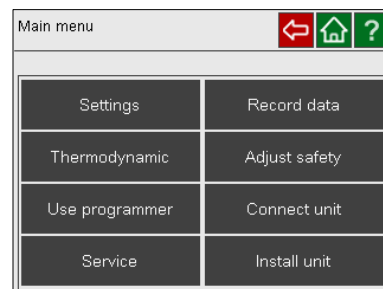 Main menu ?
Settings Record data
Thermodynamic Adjust safety
Use programmer Connect unit
Service Install unit